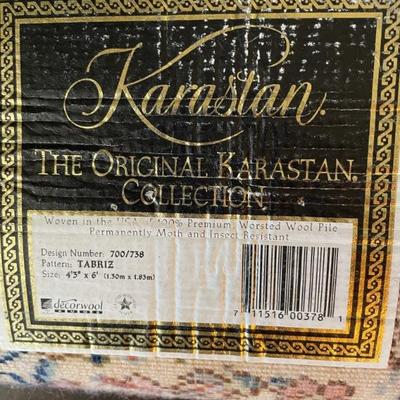 Karastan.
THE ORIGINAL KARASTAN
COLLECTION
Woven in the USA of 100% Premium Worsted Wool Pile
Permanently Moth and Insect Resistant
Design Number: 700/738
Pattern: TABRIZ
Size: 4'3" x 6' (1.30m x 1.83m)
decorwool
7 11516 00378 1